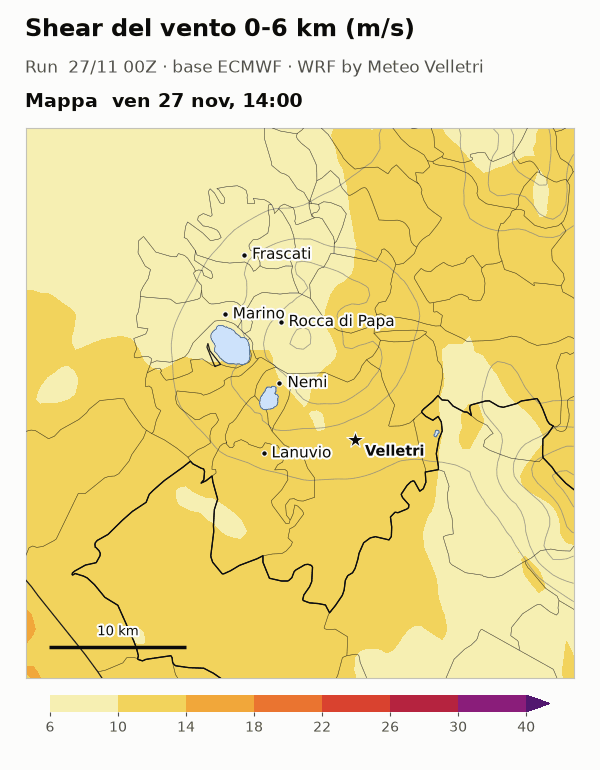 Shear del vento 0-6 km (m/s)
Run  27/11 00Z · base ECMWF · WRF by Meteo Velletri
Mappa  ven 27 nov, 14:00
Frascati
Marino
Rocca di Papa
Nemi
Velletri
Lanuvio
10 km
6 10 14 18 22 26 30 40